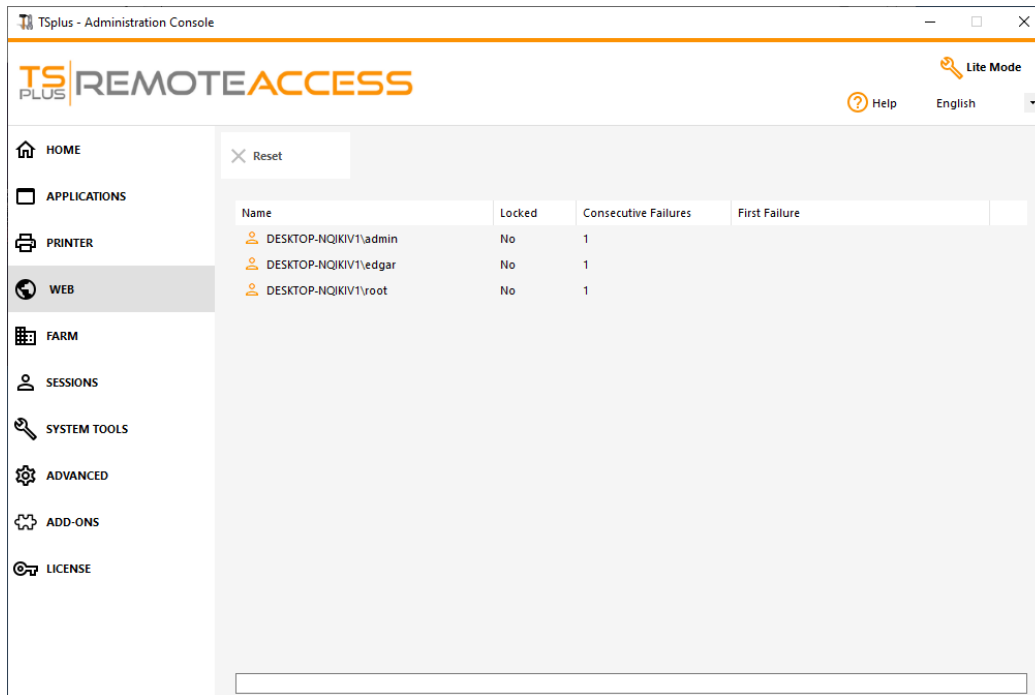 TSplus - Administration Console
TS PLUS REMOTEACCESS
Lite Mode
Help English
HOME
APPLICATIONS
PRINTER
WEB
FARM
SESSIONS
SYSTEM TOOLS
ADVANCED
ADD-ONS
LICENSE
Reset
Name Locked Consecutive Failures First Failure
DESKTOP-NQIKIV1\admin No 1
DESKTOP-NQIKIV1\edgar No 1
DESKTOP-NQIKIV1\root No 1